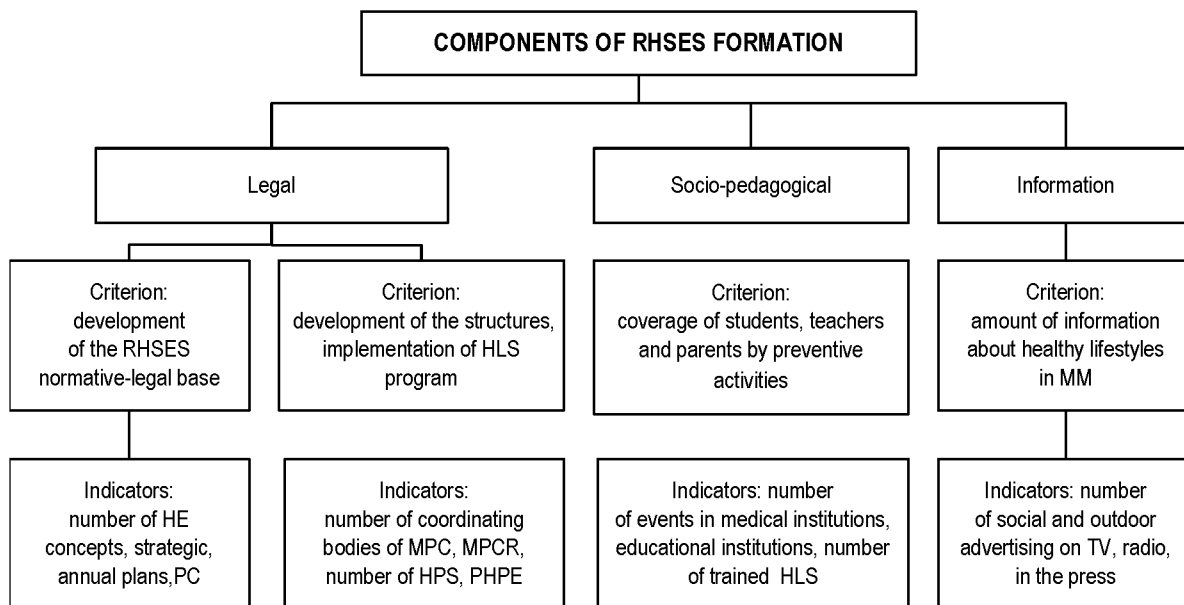 COMPONENTS OF RHSES FORMATION
Legal
Socio-pedagogical
Information
Criterion:
development
of the RHSES
normative-legal base
Criterion:
development of the structures,
implementation of HLS
program
Criterion:
coverage of students, teachers
and parents by preventive
activities
Criterion:
amount of information
about healthy lifestyles
in MM
Indicators:
number of HE
concepts, strategic,
annual plans,PC
Indicators:
number of coordinating
bodies of MPC, MPCR,
number of HPS, PHPE
Indicators: number
of events in medical institutions,
educational institutions, number
of trained HLS
Indicators: number
of social and outdoor
advertising on TV, radio,
in the press